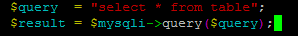 $query  = "select * from table";
$result = $mysqli->query($query);